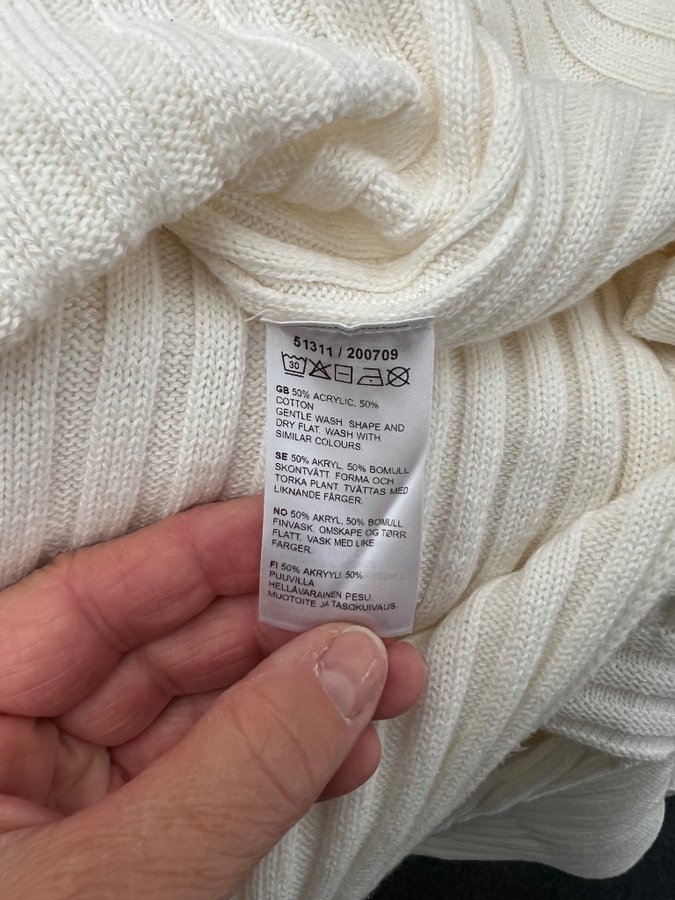 51311 / 200709
30
GB 50% ACRYLIC, 50%
COTTON
GENTLE WASH. SHAPE AND
DRY FLAT. WASH WITH
SIMILAR COLOURS
SE 50% AKRYL, 50% BOMULL
SKONTVÄTT. FORMA OCH
TORKA PLANT. TVÄTTAS MED
LIKNANDE FÄRGER.
NO 50% AKRYL, 50% BOMULL
FINVASK. OMSKAPE OG TØRR
FLATT. VASK MED LIKE
FARGER.
FI 50% AKRYYLI, 50%
PUUVILLA
HELLÄVARAINEN PESU.
MUOTOITE JA TASOKUIVAUS.